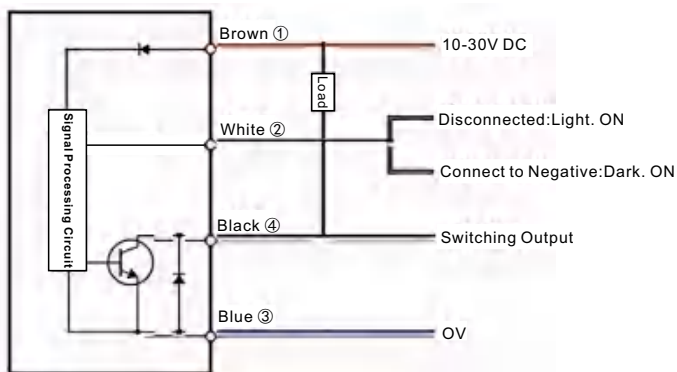 Brown ①
10-30V DC
Load
White ②
Disconnected:Light. ON
Connect to Negative:Dark. ON
Signal Processing Circuit
Black ④
Switching Output
Blue ③
OV